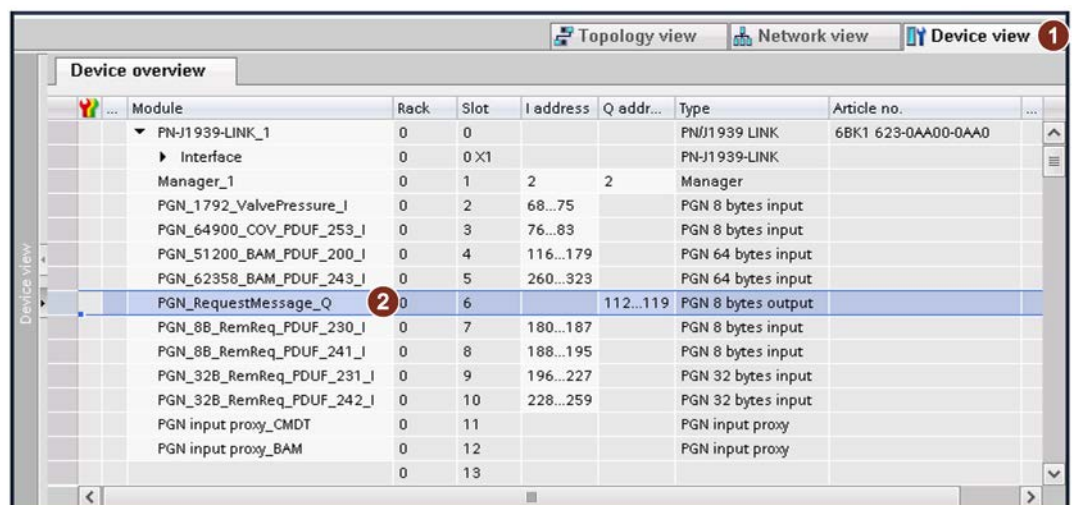 Topology view Network view Device view 1
Device overview
... Module Rack Slot I address Q addr... Type Article no. ...
PN-J1939-LINK_1 0 0 PN/J1939 LINK 6BK1 623-0AA00-0AA0
Interface 0 0 X1 PN-J1939-LINK
Manager_1 0 1 2 2 Manager
PGN_1792_ValvePressure_I 0 2 68...75 PGN 8 bytes input
PGN_64900_COV_PDUF_253_I 0 3 76...83 PGN 8 bytes input
PGN_51200_BAM_PDUF_200_I 0 4 116...179 PGN 64 bytes input
PGN_62358_BAM_PDUF_243_I 0 5 260...323 PGN 64 bytes input
PGN_RequestMessage_Q 2 0 6 112...119 PGN 8 bytes output
PGN_8B_RemReq_PDUF_230_I 0 7 180...187 PGN 8 bytes input
PGN_8B_RemReq_PDUF_241_I 0 8 188...195 PGN 8 bytes input
PGN_32B_RemReq_PDUF_231_I 0 9 196...227 PGN 32 bytes input
PGN_32B_RemReq_PDUF_242_I 0 10 228...259 PGN 32 bytes input
PGN input proxy_CMDT 0 11 PGN input proxy
PGN input proxy_BAM 0 12 PGN input proxy
0 13
Device view